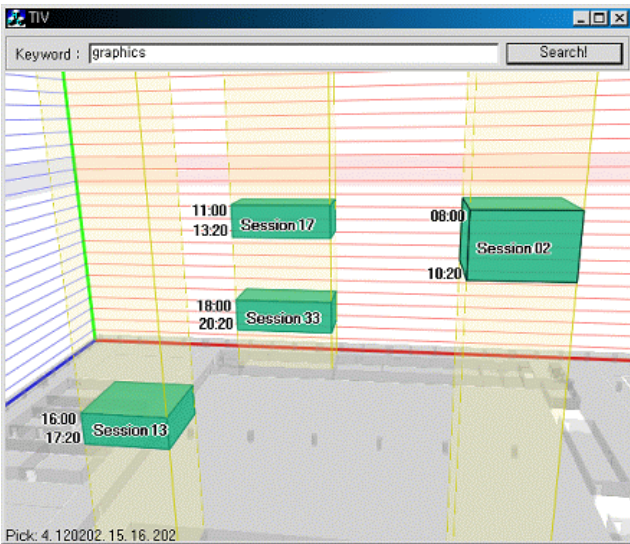 TIV
Keyword : graphics Search!
11:00
13:20 Session 17
08:00
Session 02
10:20
18:00
20:20 Session 33
16:00
17:20 Session 13
Pick: 4. 120202. 15. 16. 202